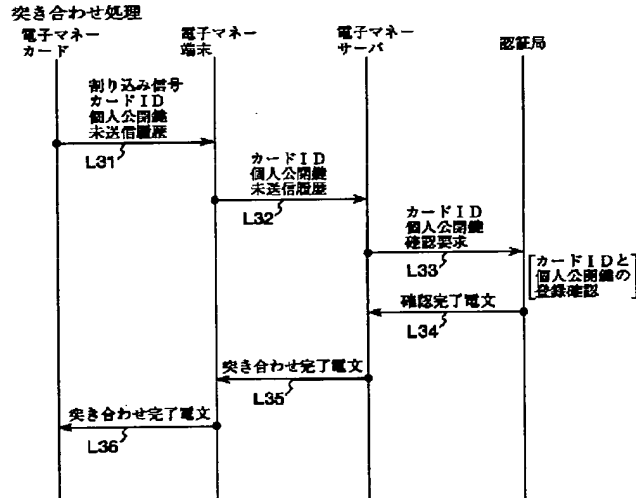 突き合わせ処理
電子マネー
カード
電子マネー
端末
電子マネー
サーバ
認証局
割り込み信号
カードID
個人公開鍵
未送信履歴
L31
カードID
個人公開鍵
未送信履歴
L32
カードID
個人公開鍵
確認要求
L33
カードIDと
個人公開鍵の
登録確認
確認完了電文
L34
突き合わせ完了電文
L35
突き合わせ完了電文
L36